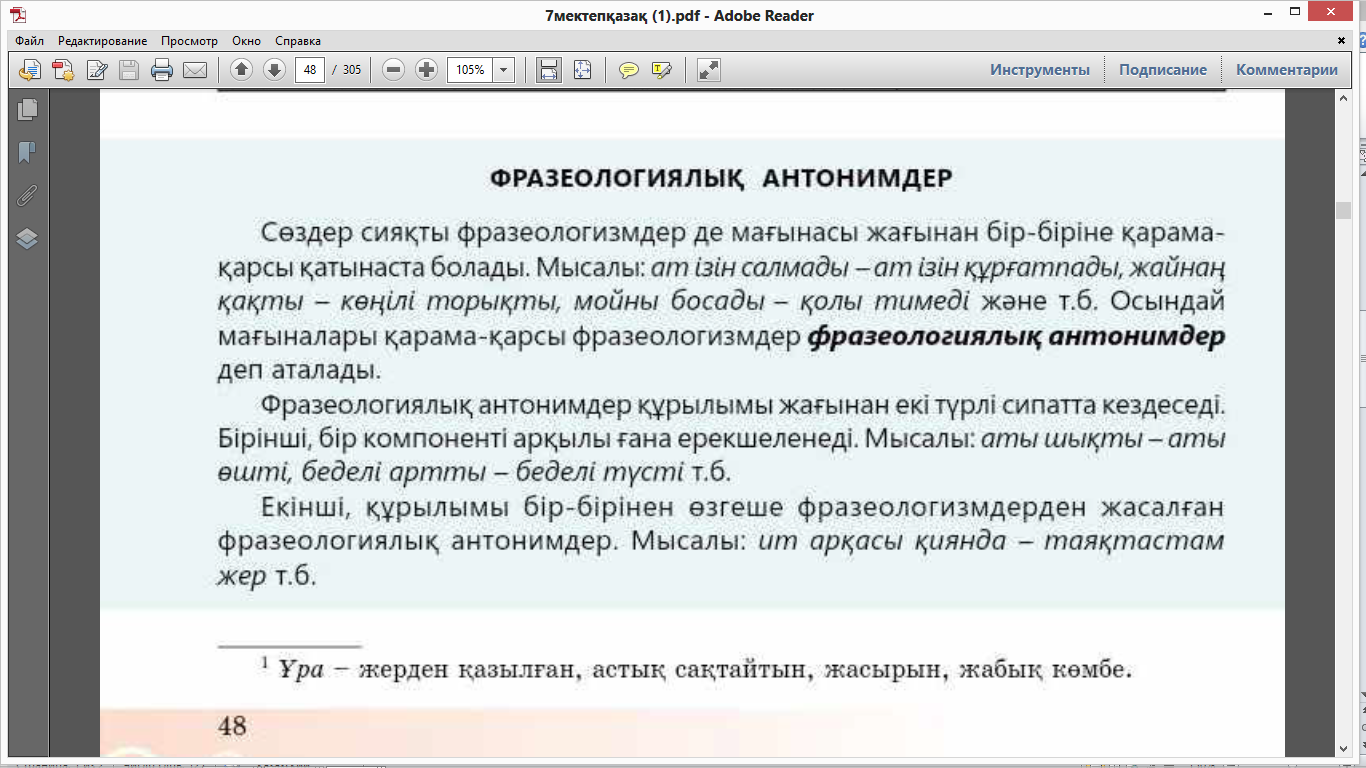 7мектепқазақ (1).pdf - Adobe Reader
Файл Редактирование Просмотр Окно Справка
48 / 305 105% Инструменты Подписание Комментарии
ФРАЗЕОЛОГИЯЛЫҚ АНТОНИМДЕР
Сөздер сияқты фразеологизмдер де мағынасы жағынан бір-біріне қарама-
қарсы қатынаста болады. Мысалы: ат ізін салмады – ат ізін құрғатпады, жайнаң
қақты – көңілі торықты, мойны босады – қолы тимеді және т.б. Осындай
мағыналары қарама-қарсы фразеологизмдер фразеологиялық антонимдер
деп аталады.
Фразеологиялық антонимдер құрылымы жағынан екі түрлі сипатта кездеседі.
Бірінші, бір компоненті арқылы ғана ерекшеленеді. Мысалы: аты шықты – аты
өшті, беделі артты – беделі түсті т.б.
Екінші, құрылымы бір-бірінен өзгеше фразеологизмдерден жасалған
фразеологиялық антонимдер. Мысалы: ит арқасы қиянда – таяқтастам
жер т.б.
1 Ұра – жерден қазылған, астық сақтайтын, жасырын, жабық көмбе.
48